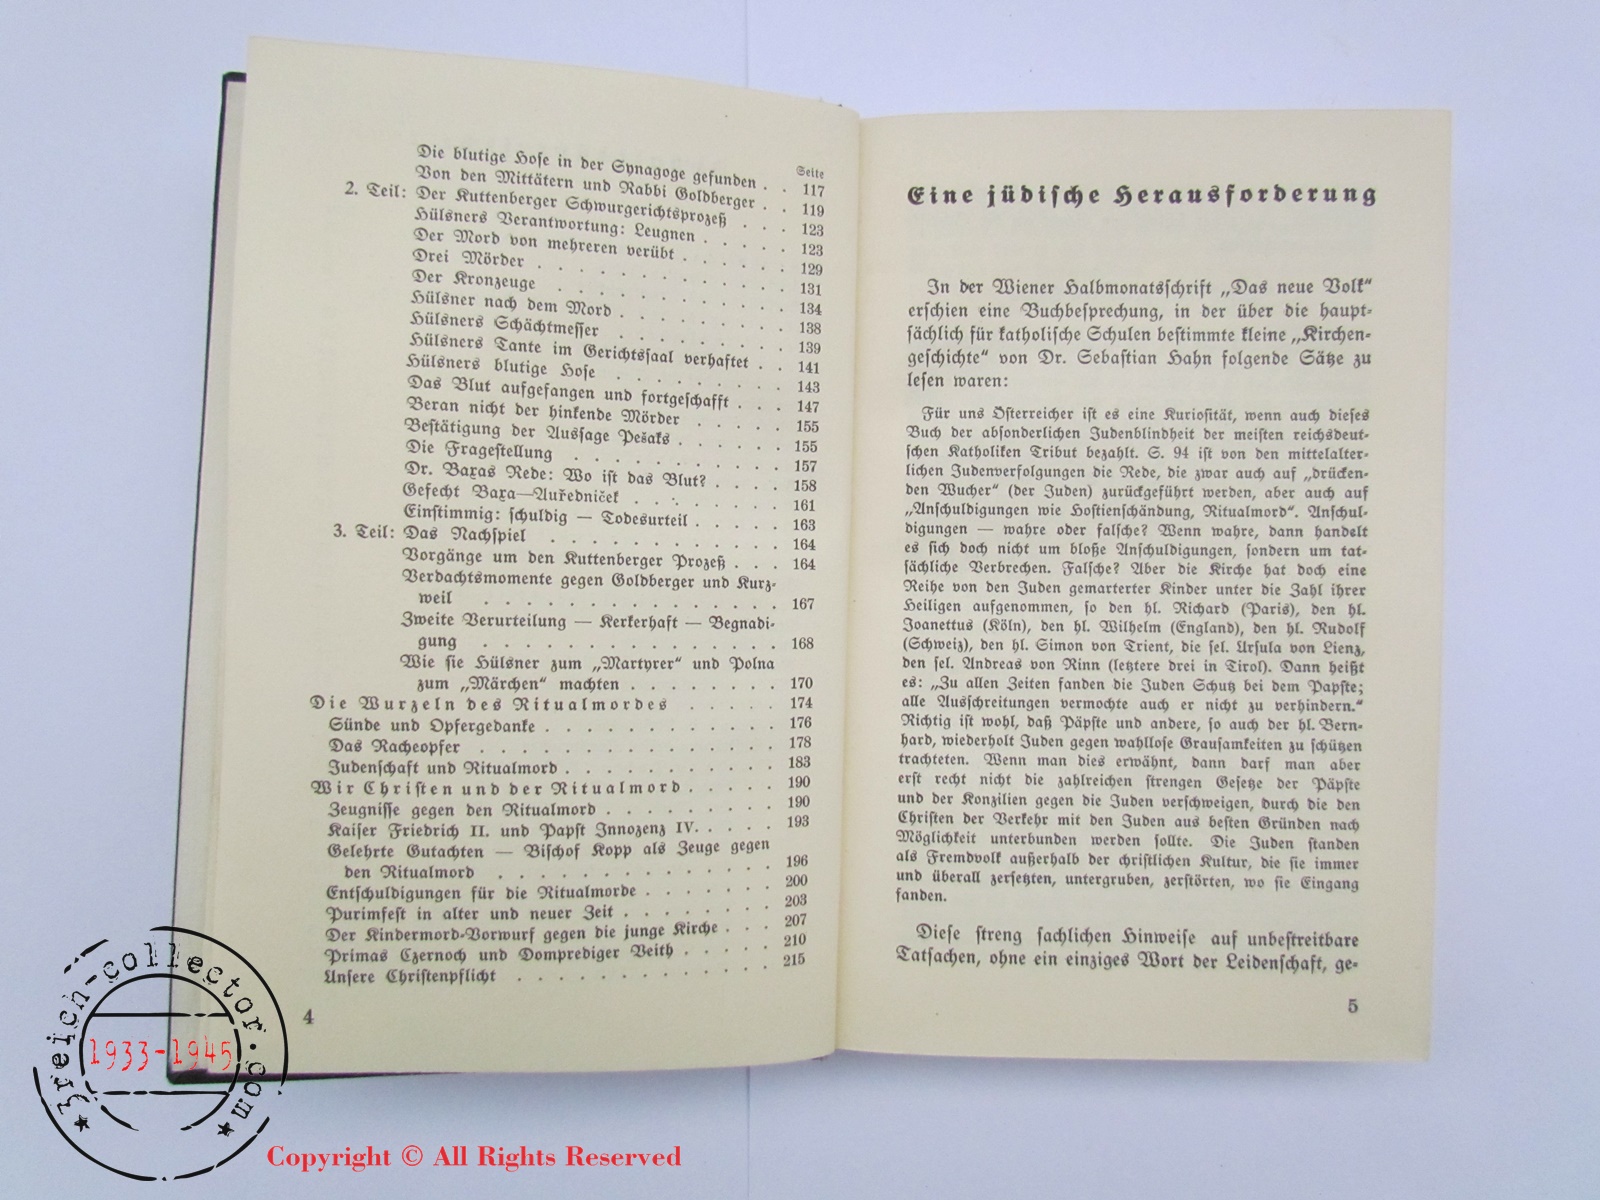 Seite
Die blutige Hose in der Synagoge gefunden . . 117
Von den Mittätern und Rabbi Goldberger . . 119
2. Teil: Der Kuttenberger Schwurgerichtsprozeß . . . 123
Hülsners Verantwortung: Leugnen . . . . . 123
Der Mord von mehreren verübt . . . . . . 129
Drei Mörder . . . . . . . . . . . . 131
Der Kronzeuge . . . . . . . . . . . 134
Hülsner nach dem Mord . . . . . . . . 138
Hülsners Schächtmesser . . . . . . . . 139
Hülsners Tante im Gerichtssaal verhaftet . . 141
Hülsners blutige Hose . . . . . . . . 143
Das Blut aufgefangen und fortgeschafft . . . 147
Beran nicht der hinkende Mörder . . . . . 155
Bestätigung der Aussage Pešaks . . . . . . 155
Die Fragestellung . . . . . . . . . . 157
Dr. Baxas Rede: Wo ist das Blut? . . . . 158
Gefecht Baxa—Auředniček . . . . . . . 161
Einstimmig: schuldig — Todesurteil . . . . . 163
3. Teil: Das Nachspiel . . . . . . . . . . . 164
Vorgänge um den Kuttenberger Prozeß . . . 164
Verdachtsmomente gegen Goldberger und Kurz-
weil . . . . . . . . . . . . . . 167
Zweite Verurteilung — Kerkerhaft — Begnadi-
gung . . . . . . . . . . . . . . 168
Wie sie Hülsner zum „Martyrer“ und Polna
zum „Märchen“ machten . . . . . . . 170
Die Wurzeln des Ritualmordes . . . . . 174
Sünde und Opfergedanke . . . . . . . . . . . 176
Das Racheopfer . . . . . . . . . . . . . . 178
Judenschaft und Ritualmord . . . . . . . . . . 183
Wir Christen und der Ritualmord . . . . . 190
Zeugnisse gegen den Ritualmord . . . . . . . . 190
Kaiser Friedrich II. und Papst Innozenz IV. . . . . 193
Gelehrte Gutachten — Bischof Kopp als Zeuge gegen
den Ritualmord . . . . . . . . . . . . . 196
Entschuldigungen für die Ritualmorde . . . . . . . 200
Purimfest in alter und neuer Zeit . . . . . . . . 203
Der Kindermord-Vorwurf gegen die junge Kirche . . . 207
Primas Czernoch und Domprediger Veith . . . . . 210
Unsere Christenpflicht . . . . . . . . . . . . 215
4
Eine jüdische Herausforderung
In der Wiener Halbmonatsschrift „Das neue Volk“
erschien eine Buchbesprechung, in der über die haupt-
sächlich für katholische Schulen bestimmte kleine „Kirchen-
geschichte“ von Dr. Sebastian Hahn folgende Sätze zu
lesen waren:
Für uns Österreicher ist es eine Kuriosität, wenn auch dieses
Buch der absonderlichen Judenblindheit der meisten reichsdeut-
schen Katholiken Tribut bezahlt. S. 94 ist von den mittelalter-
lichen Judenverfolgungen die Rede, die zwar auch auf „drücken-
den Wucher“ (der Juden) zurückgeführt werden, aber auch auf
„Anschuldigungen wie Hostienschändung, Ritualmord“. Anschul-
digungen — wahre oder falsche? Wenn wahre, dann handelt
es sich doch nicht um bloße Anschuldigungen, sondern um tat-
sächliche Verbrechen. Falsche? Aber die Kirche hat doch eine
Reihe von den Juden gemarterter Kinder unter die Zahl ihrer
Heiligen aufgenommen, so den hl. Richard (Paris), den hl.
Joanettus (Köln), den hl. Wilhelm (England), den hl. Rudolf
(Schweiz), den hl. Simon von Trient, die sel. Ursula von Lienz,
den sel. Andreas von Rinn (letztere drei in Tirol). Dann heißt
es: „Zu allen Zeiten fanden die Juden Schutz bei dem Papste;
alle Ausschreitungen vermochte auch er nicht zu verhindern.“
Richtig ist wohl, daß Päpste und andere, so auch der hl. Bern-
hard, wiederholt Juden gegen wahllose Grausamkeiten zu schützen
trachteten. Wenn man dies erwähnt, dann darf man aber
erst recht nicht die zahlreichen strengen Gesetze der Päpste
und der Konzilien gegen die Juden verschweigen, durch die den
Christen der Verkehr mit den Juden aus besten Gründen nach
Möglichkeit unterbunden werden sollte. Die Juden standen
als Fremdvolk außerhalb der christlichen Kultur, die sie immer
und überall zersetzten, untergruben, zerstörten, wo sie Eingang
fanden.
Diese streng sachlichen Hinweise auf unbestreitbare
Tatsachen, ohne ein einziges Wort der Leidenschaft, ge-
5
3reich-collector.com
1933-1945
Copyright © All Rights Reserved